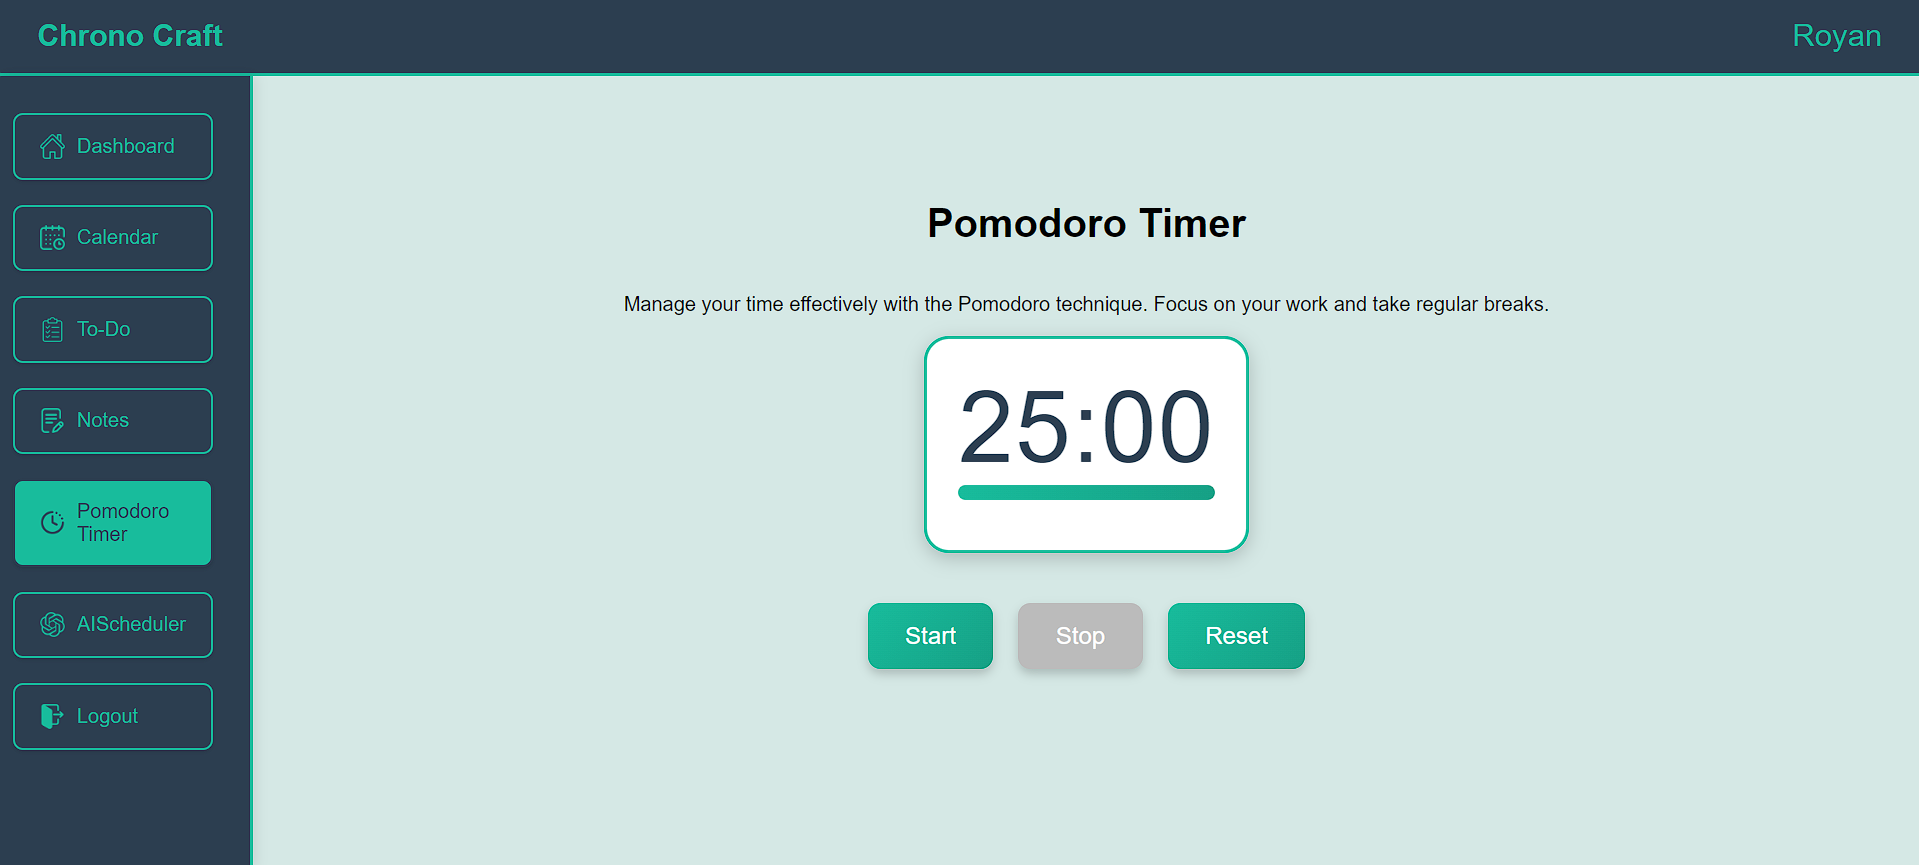 Chrono Craft
Royan
Dashboard
Calendar
To-Do
Notes
Pomodoro
Timer
AIScheduler
Logout
Pomodoro Timer
Manage your time effectively with the Pomodoro technique. Focus on your work and take regular breaks.
25:00
Start
Stop
Reset